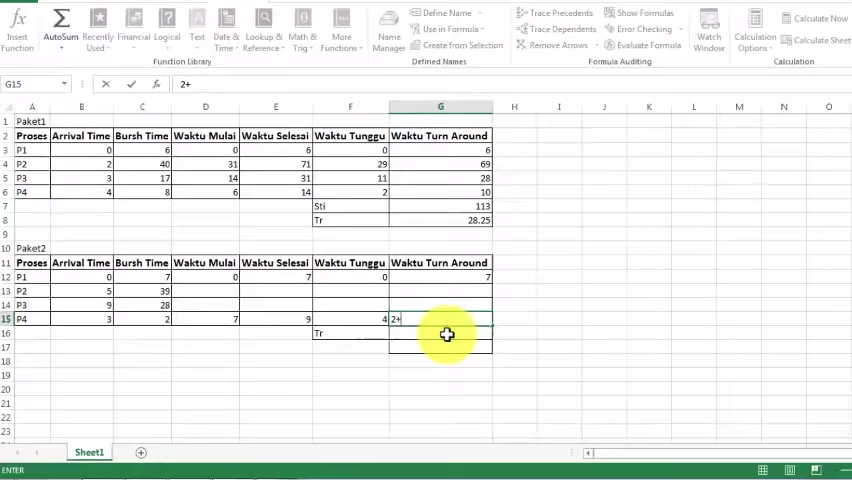 Insert Function
AutoSum
Recently Used
Financial
Logical
Text
Date & Time
Lookup & Reference
Math & Trig
More Functions
Function Library
Name Manager
Define Name
Use in Formula
Create from Selection
Defined Names
Trace Precedents
Trace Dependents
Remove Arrows
Show Formulas
Error Checking
Evaluate Formula
Formula Auditing
Watch Window
Calculation Options
Calculate Now
Calculate Sheet
Calculation
G15 fx 2+
A B C D E F G H I J K L M N O
1 Paket1
2 Proses Arrival Time Bursh Time Waktu Mulai Waktu Selesai Waktu Tunggu Waktu Turn Around
3 P1 0 6 0 6 0 6
4 P2 2 40 31 71 29 69
5 P3 3 17 14 31 11 28
6 P4 4 8 6 14 2 10
7 Sti 113
8 Tr 28.25
9
10 Paket2
11 Proses Arrival Time Bursh Time Waktu Mulai Waktu Selesai Waktu Tunggu Waktu Turn Around
12 P1 0 7 0 7 0 7
13 P2 5 39
14 P3 9 28
15 P4 3 2 7 9 4 2+
16 Tr
17
18
19
20
21
22
23
Sheet1
ENTER